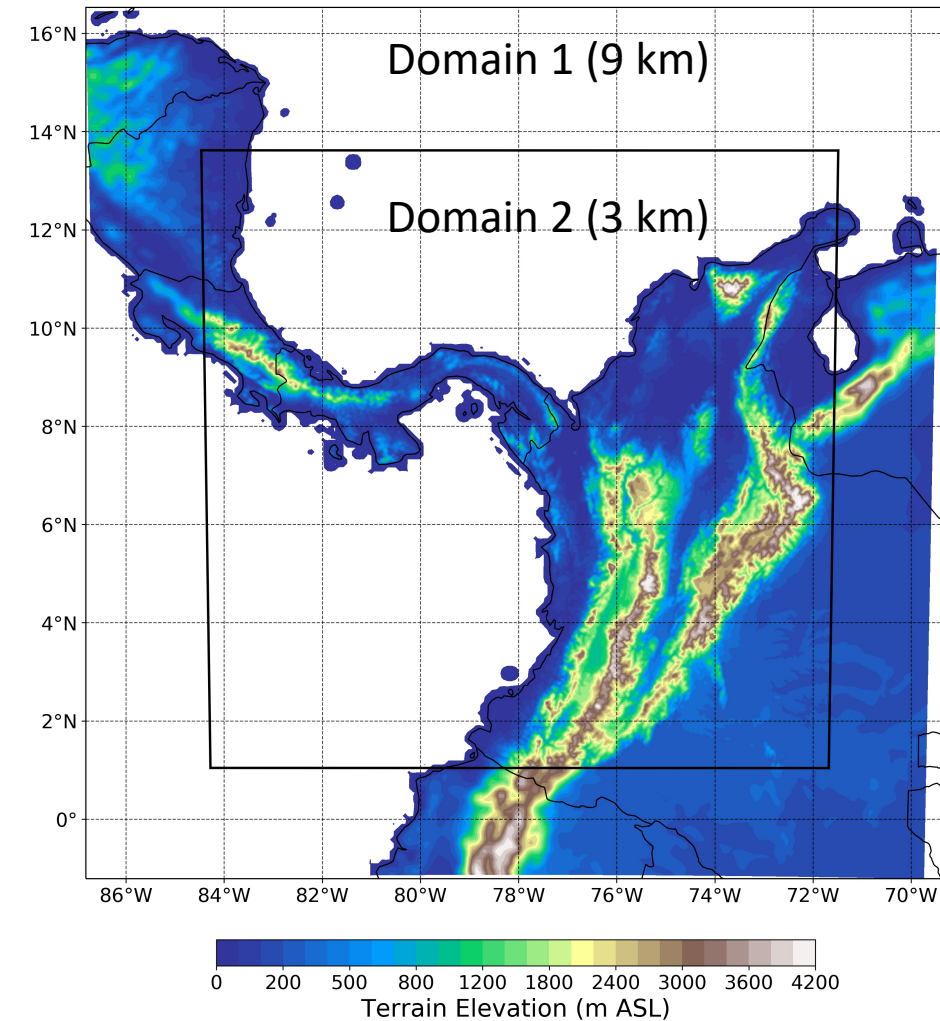 16°N
Domain 1 (9 km)
14°N
Domain 2 (3 km)
12°N
10°N
8°N
6°N
4°N
2°N
0°
86°W 84°W 82°W 80°W 78°W 76°W 74°W 72°W 70°W
0 200 500 800 1200 1800 2400 3000 3600 4200
Terrain Elevation (m ASL)